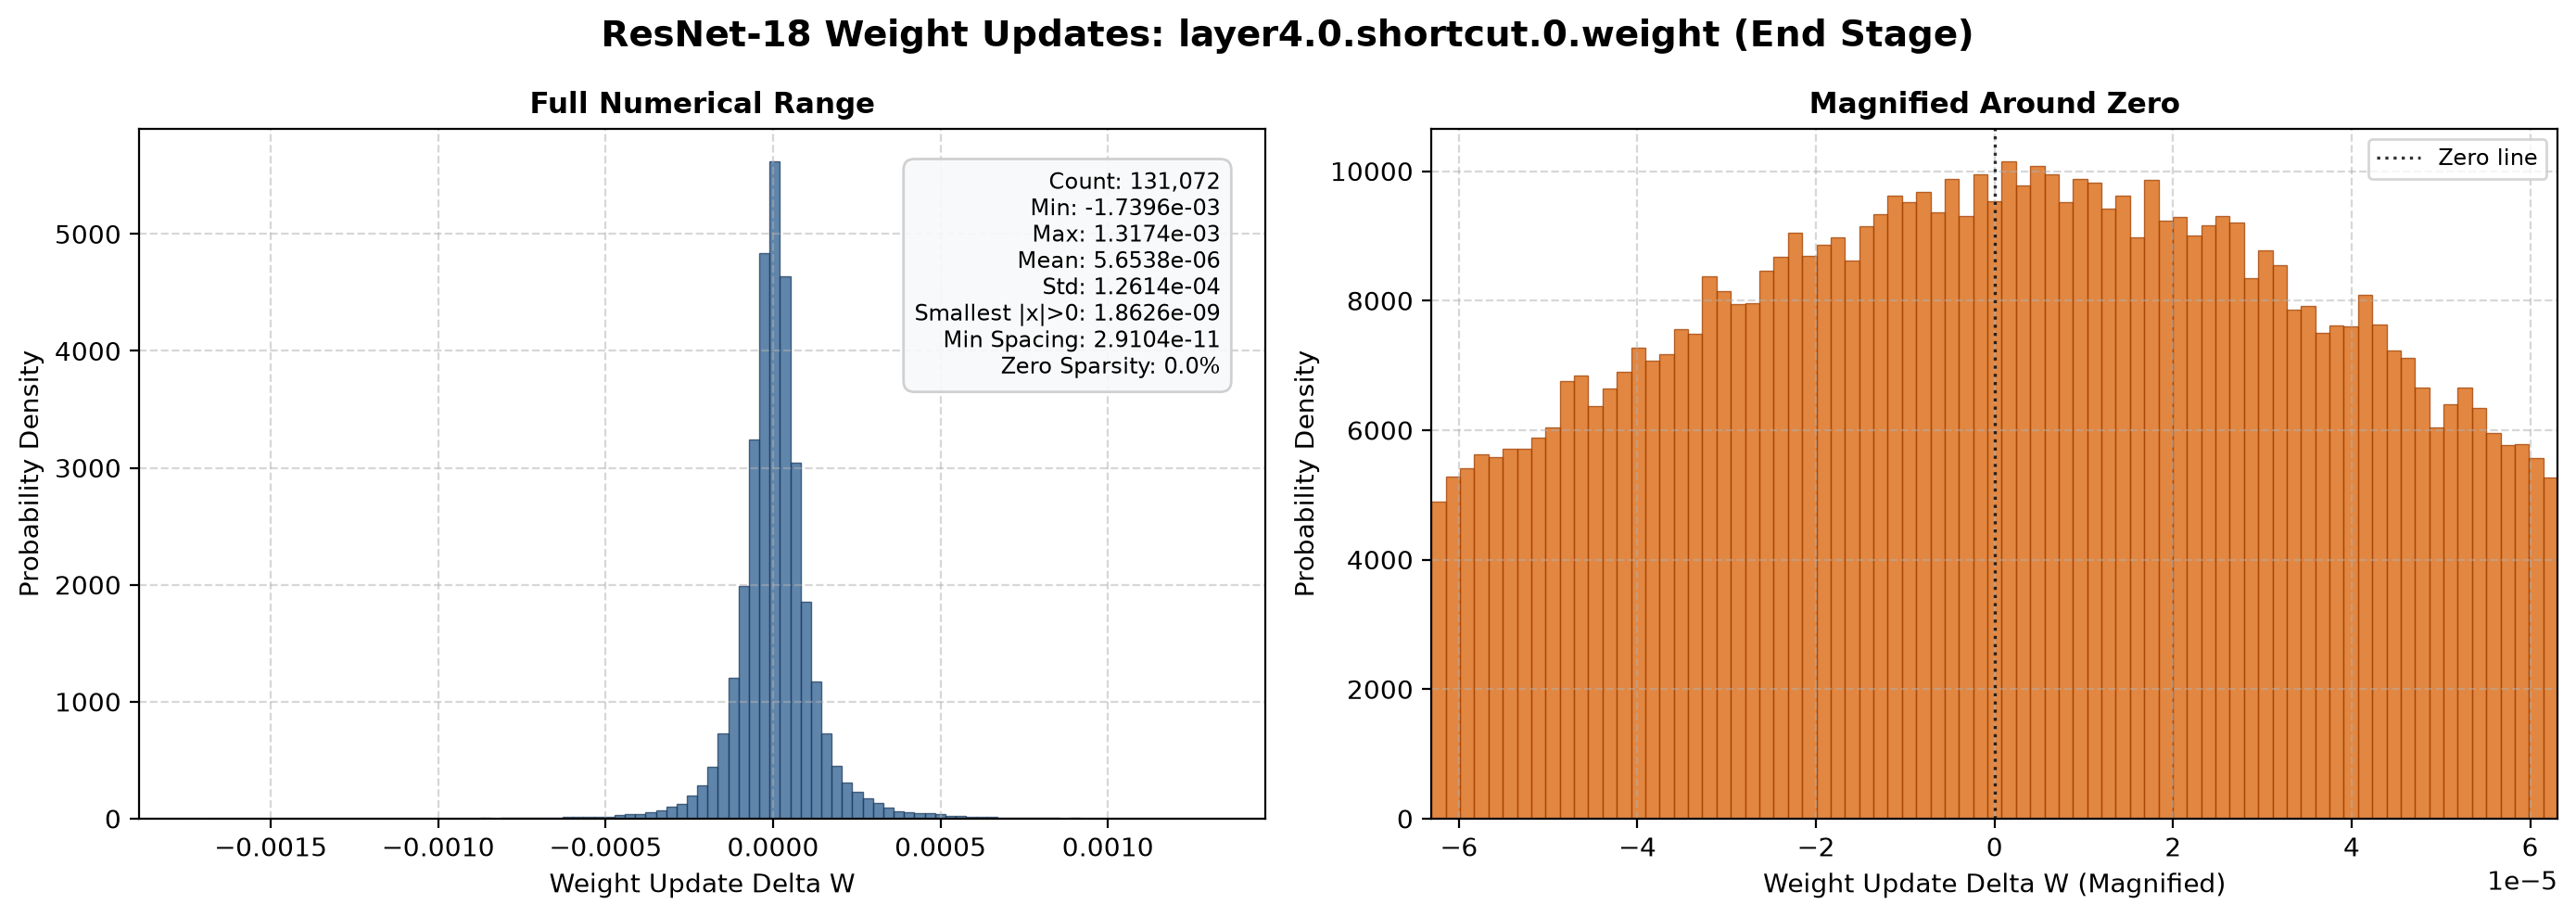 ResNet-18 Weight Updates: layer4.0.shortcut.0.weight (End Stage)
Full Numerical Range
Probability Density
5000
4000
3000
2000
1000
0
Count: 131,072
Min: -1.7396e-03
Max: 1.3174e-03
Mean: 5.6538e-06
Std: 1.2614e-04
Smallest |x|>0: 1.8626e-09
Min Spacing: 2.9104e-11
Zero Sparsity: 0.0%
−0.0015 −0.0010 −0.0005 0.0000 0.0005 0.0010
Weight Update Delta W
Magnified Around Zero
Probability Density
10000
8000
6000
4000
2000
0
Zero line
−6 −4 −2 0 2 4 6
1e−5
Weight Update Delta W (Magnified)